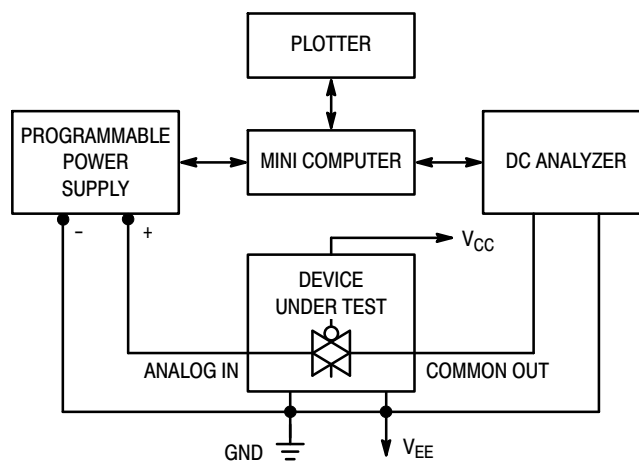 PLOTTER
PROGRAMMABLE
POWER
SUPPLY
MINI COMPUTER
DC ANALYZER
– +
VCC
DEVICE
UNDER TEST
ANALOG IN
COMMON OUT
GND
VEE